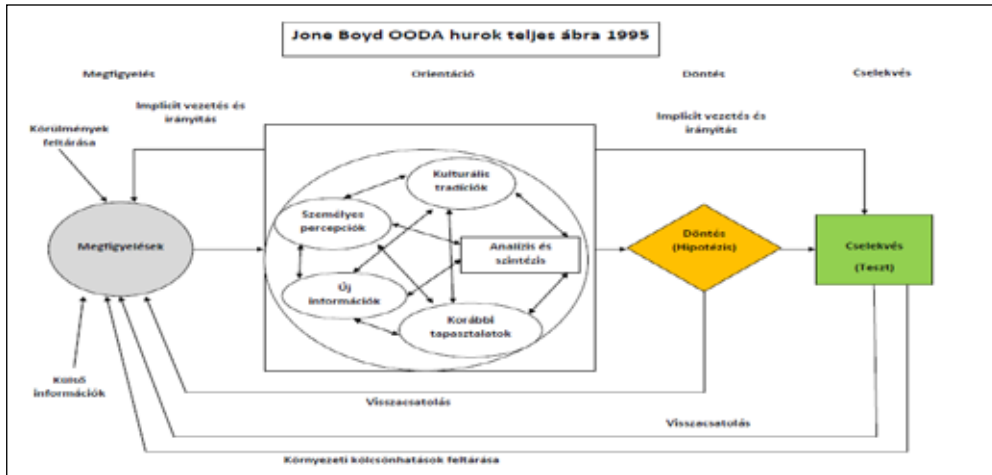 Jone Boyd OODA hurok teljes ábra 1995
Megfigyelés
Orientáció
Döntés
Cselekvés
Implicit vezetés és
irányítás
Implicit vezetés és
irányítás
Körülmények
feltárása
Kulturális
tradíciók
Személyes
percepciók
Megfigyelések
Analízis és
szintézis
Döntés
(Hipotézis)
Cselekvés
(Teszt)
Új
információk
Korábbi
tapasztalatok
Külső
információk
Visszacsatolás
Visszacsatolás
Környezeti kölcsönhatások feltárása